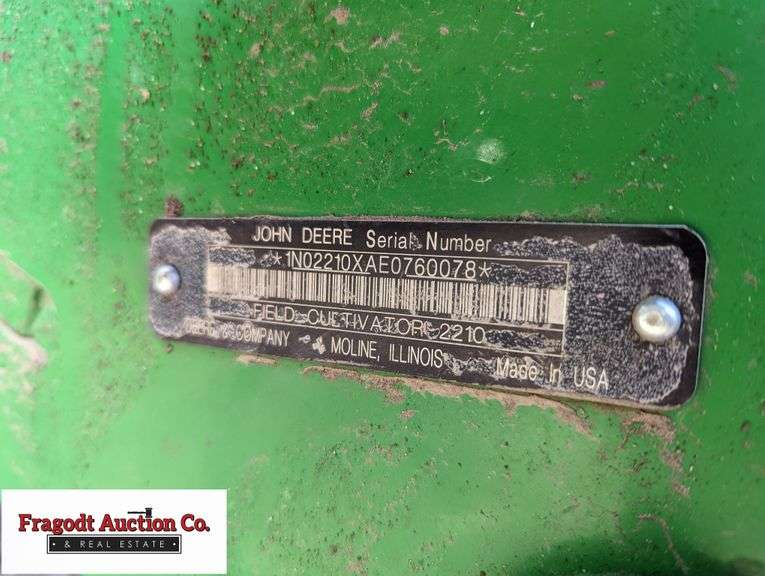 JOHN DEERE Serial Number
*1N02210XAE0760078*
FIELD CULTIVATOR 2210
DEERE & COMPANY MOLINE, ILLINOIS Made in USA
Fragodt Auction Co.
& REAL ESTATE